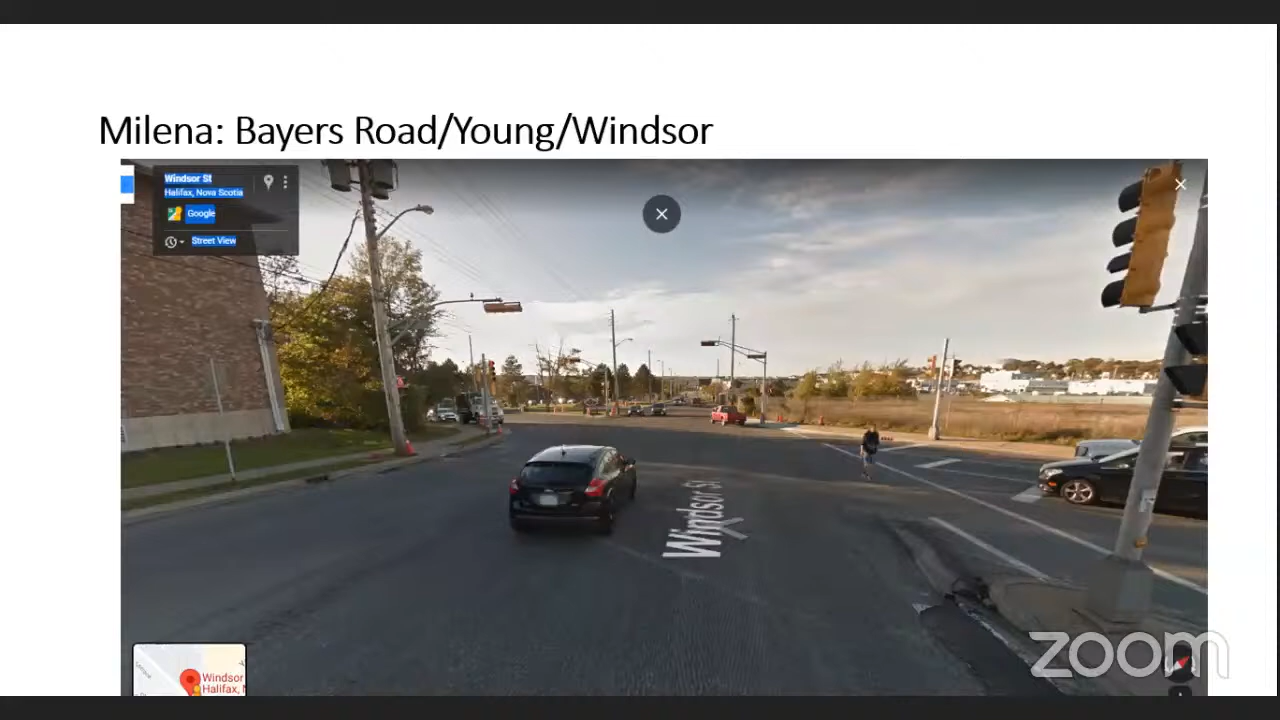 Milena: Bayers Road/Young/Windsor
Windsor St
Halifax, Nova Scotia
Google
Street View
Windsor St
Windsor
Halifax, N
zoom